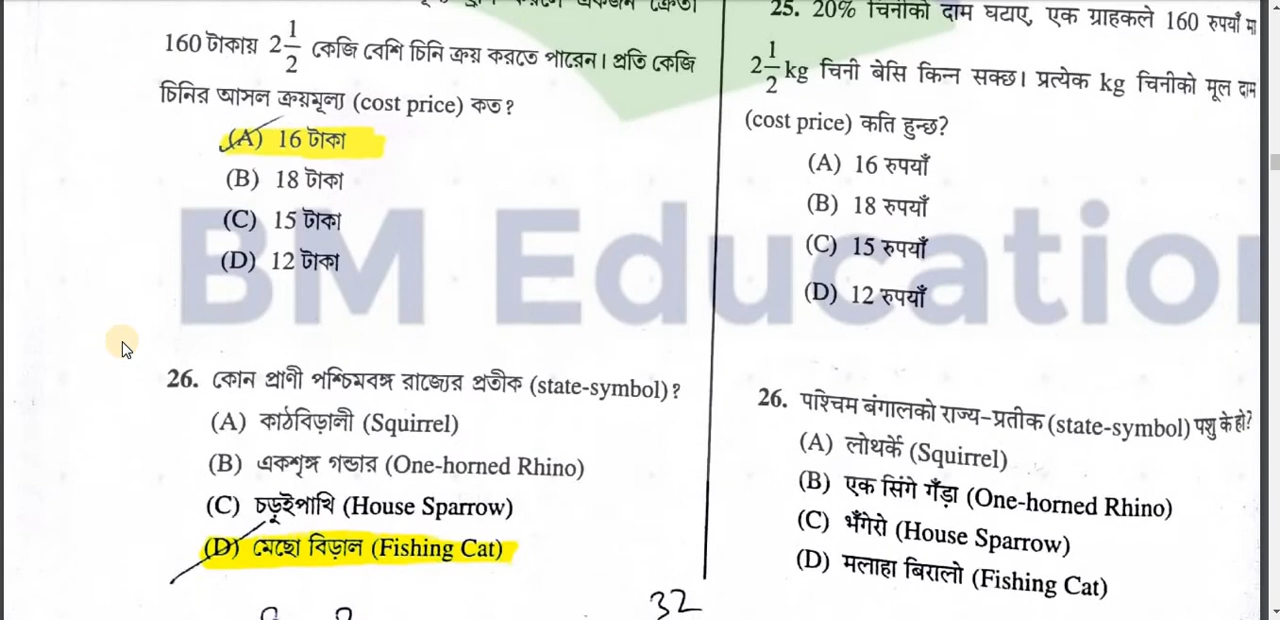 160 টাকায় 2 1/2 কেজি বেশি চিনি ক্রয় করতে পারেন। প্রতি কেজি
চিনির আসল ক্রয়মূল্য (cost price) কত?
(A) 16 টাকা
(B) 18 টাকা
(C) 15 টাকা
(D) 12 টাকা
26. কোন প্রাণী পশ্চিমবঙ্গ রাজ্যের প্রতীক (state-symbol)?
(A) কাঠবিড়ালী (Squirrel)
(B) একশৃঙ্গ গন্ডার (One-horned Rhino)
(C) চড়ুইপাখি (House Sparrow)
(D) মেছো বিড়াল (Fishing Cat)
25. 20% चिनीको दाम घटाए, एक ग्राहकले 160 रुपयाँ मा
2 1/2 kg चिनी बेसि किन्न सक्छ। प्रत्येक kg चिनीको मूल दाम
(cost price) कति हुन्छ?
(A) 16 रुपयाँ
(B) 18 रुपयाँ
(C) 15 रुपयाँ
(D) 12 रुपयाँ
26. पश्चिम बंगालको राज्य-प्रतीक (state-symbol) पशु के हो?
(A) लोथर्के (Squirrel)
(B) एक सिंगे गैँड़ा (One-horned Rhino)
(C) भँगेरो (House Sparrow)
(D) मलाहा बिरालो (Fishing Cat)
BM Education
32